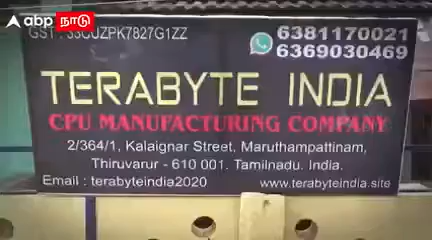 abp நாடு
GST : 33CUZPK7827G1ZZ
6381170021
6369030469
TERABYTE INDIA
CPU MANUFACTURING COMPANY
2/364/1, Kalaignar Street, Maruthampattinam,
Thiruvarur - 610 001. Tamilnadu. India.
Email : terabyteindia2020 www.terabyteindia.site